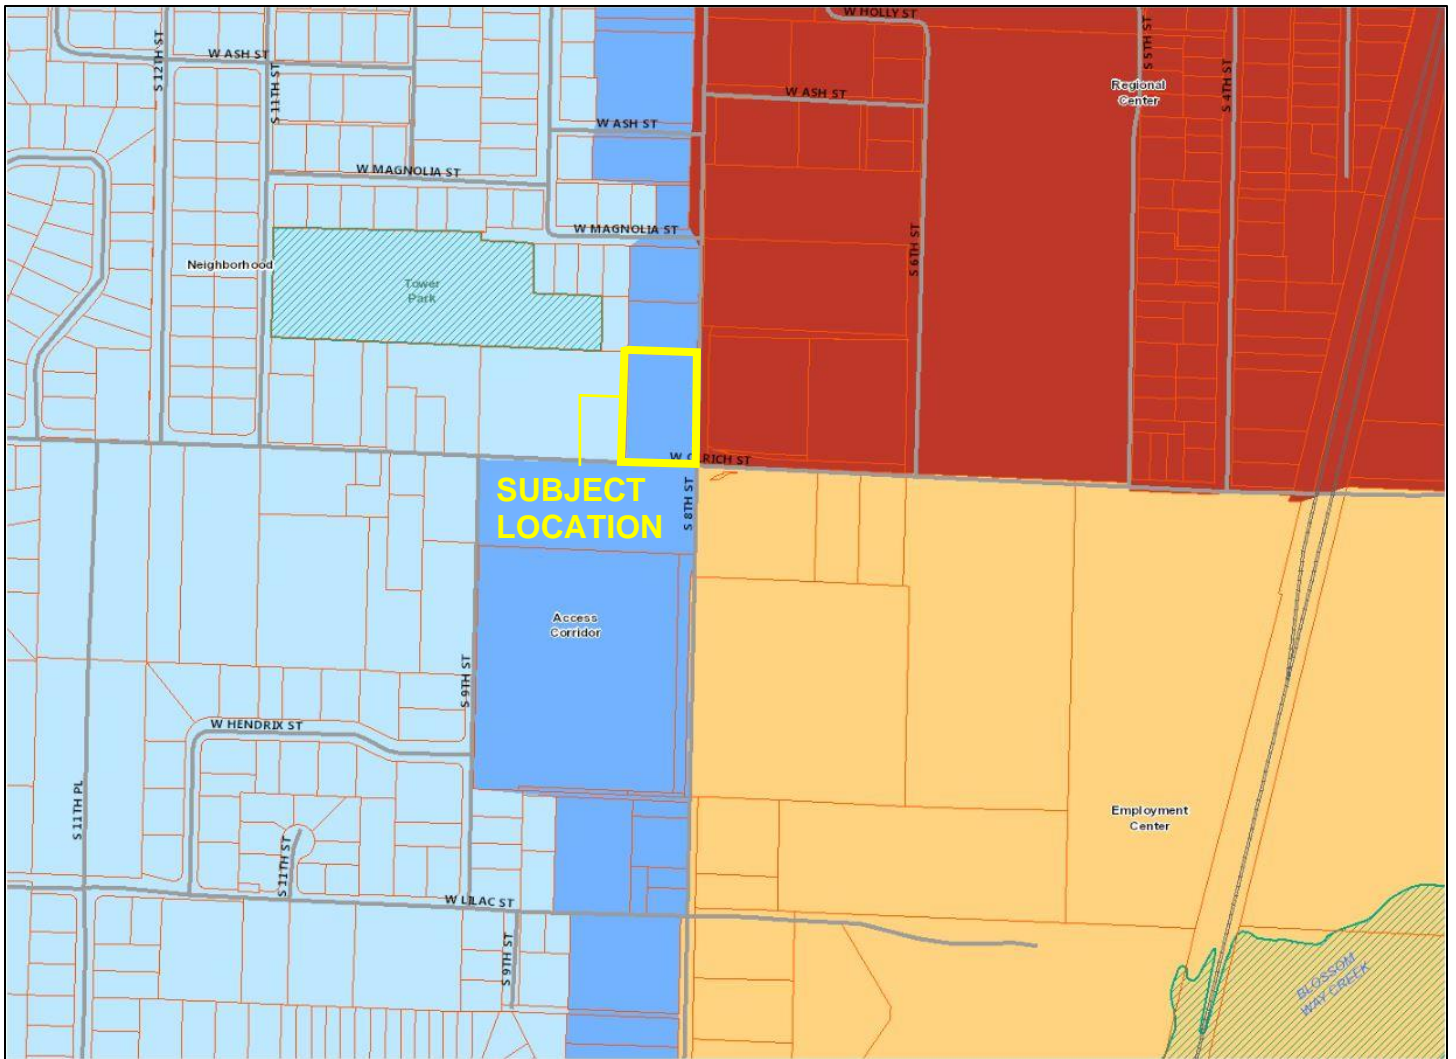 W HOLLY ST
S 12TH ST
W ASH ST
S 11TH ST
S 5TH ST
S 4TH ST
Regional
Center
W ASH ST
W ASH ST
W MAGNOLIA ST
W MAGNOLIA ST
S 6TH ST
Neighborhood
Tower
Park
W OLRICH ST
SUBJECT
LOCATION
S 8TH ST
Access
Corridor
S 9TH ST
W HENDRIX ST
S 11TH PL
S 11TH ST
Employment
Center
W LILAC ST
S 9TH ST
BLOSSOM
WAY CREEK